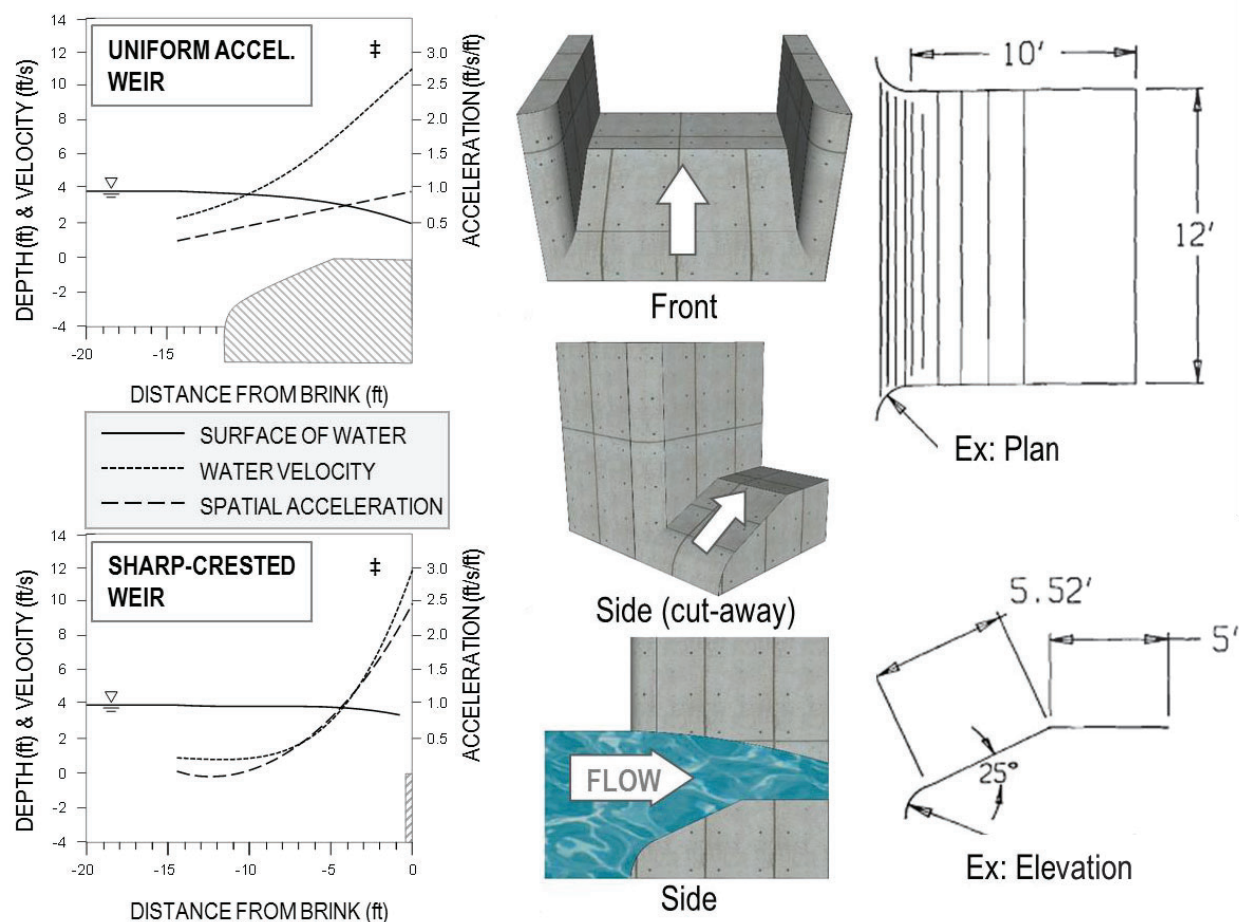 14
12
10
8
6
4
2
0
-2
-4
DEPTH (ft) & VELOCITY (ft/s)
UNIFORM ACCEL.
WEIR
‡
3.0
2.5
2.0
1.5
1.0
0.5
ACCELERATION (ft/s/ft)
-20
-15
-10
-5
0
DISTANCE FROM BRINK (ft)
SURFACE OF WATER
WATER VELOCITY
SPATIAL ACCELERATION
14
12
10
8
6
4
2
0
-2
-4
DEPTH (ft) & VELOCITY (ft/s)
SHARP-CRESTED
WEIR
‡
3.0
2.5
2.0
1.5
1.0
0.5
ACCELERATION (ft/s/ft)
-20
-15
-10
-5
0
DISTANCE FROM BRINK (ft)
Front
Side (cut-away)
FLOW
Side
10'
12'
Ex: Plan
5.52'
5'
25°
Ex: Elevation